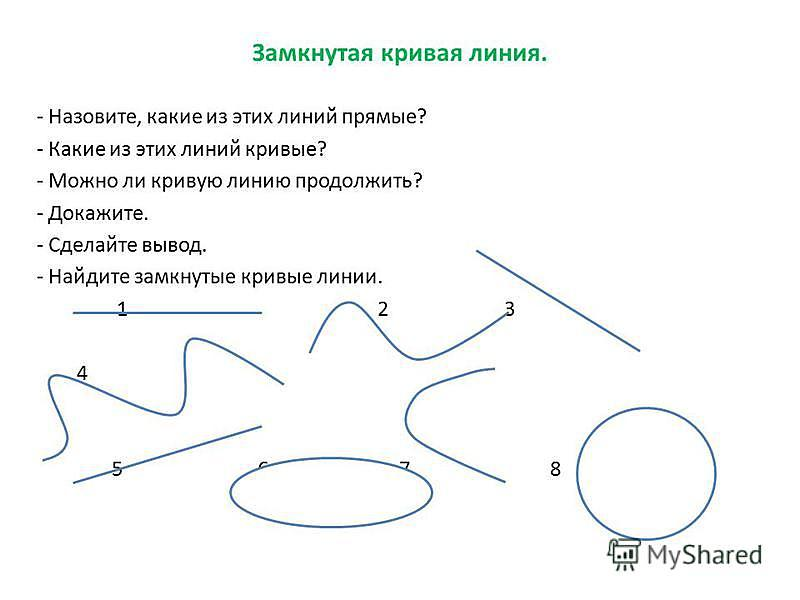 Замкнутая кривая линия.
- Назовите, какие из этих линий прямые?
- Какие из этих линий кривые?
- Можно ли кривую линию продолжить?
- Докажите.
- Сделайте вывод.
- Найдите замкнутые кривые линии.
1 2 3
4
5 6 7 8
MyShared